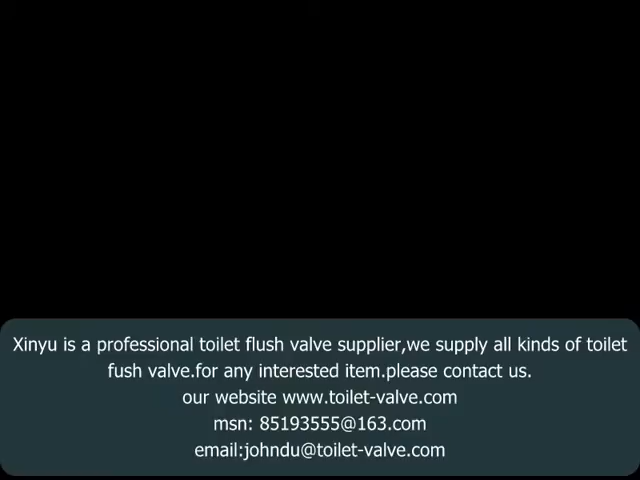 Xinyu is a professional toilet flush valve supplier,we supply all kinds of toilet
fush valve.for any interested item.please contact us.
our website www.toilet-valve.com
msn: 85193555@163.com
email:johndu@toilet-valve.com